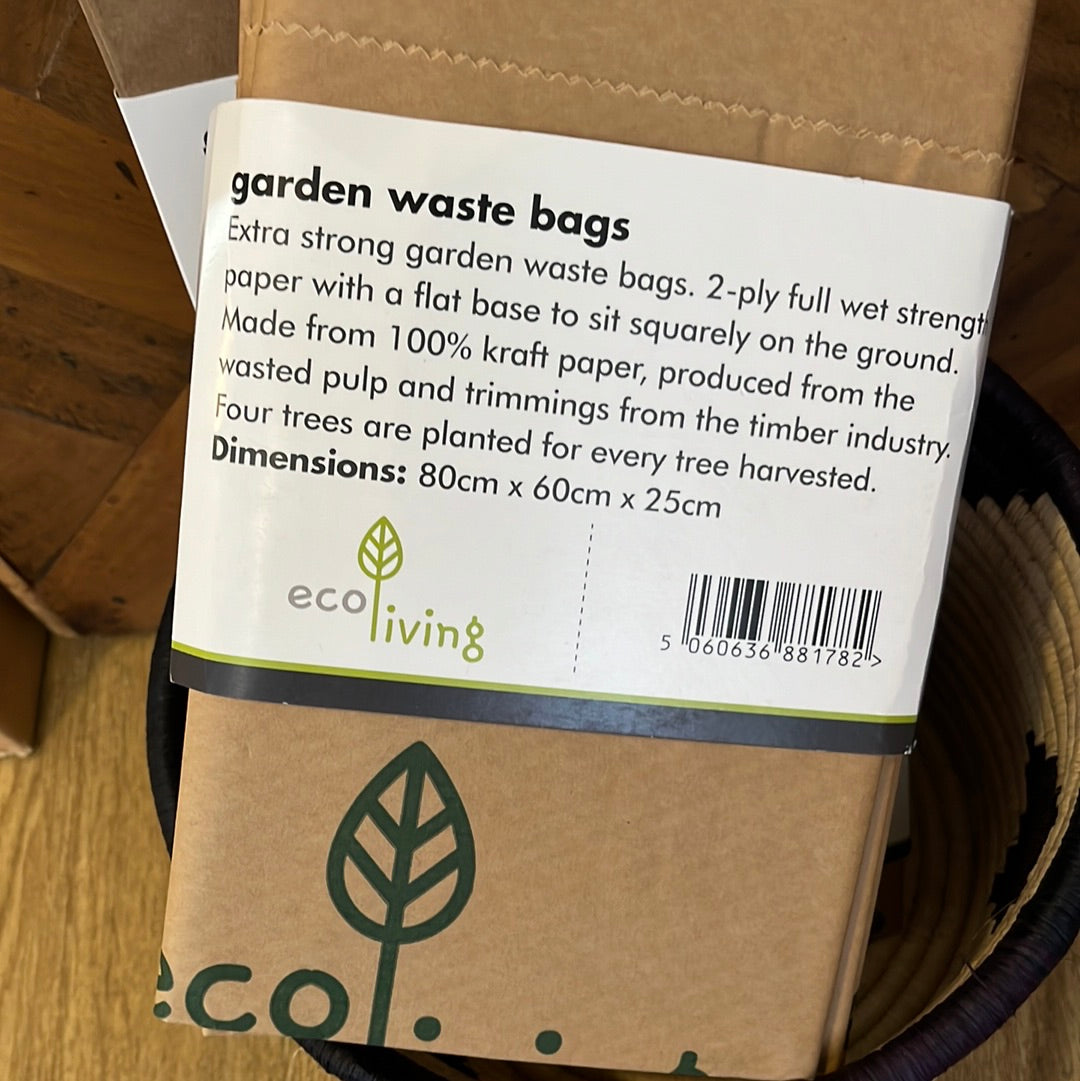 garden waste bags
Extra strong garden waste bags. 2-ply full wet strengt
paper with a flat base to sit squarely on the ground.
Made from 100% kraft paper, produced from the
wasted pulp and trimmings from the timber industry.
Four trees are planted for every tree harvested.
Dimensions: 80cm x 60cm x 25cm
eco living
5 060636 881782 >
eco